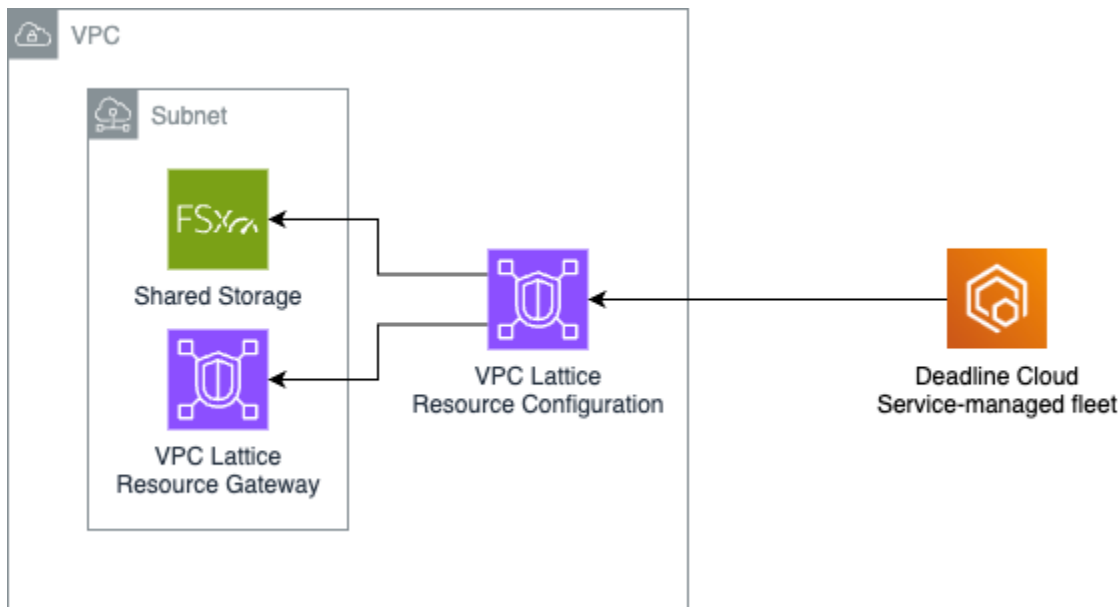 VPC
Subnet
FSx
Shared Storage
VPC Lattice
Resource Gateway
VPC Lattice
Resource Configuration
Deadline Cloud
Service-managed fleet